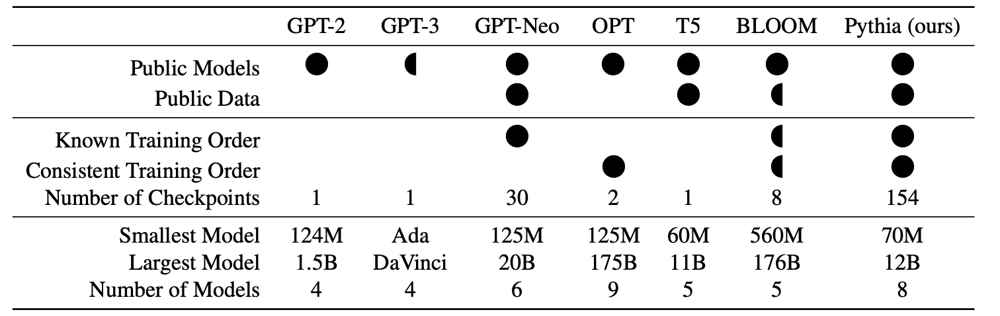 GPT-2 GPT-3 GPT-Neo OPT T5 BLOOM Pythia (ours)
Public Models
Public Data
Known Training Order
Consistent Training Order
Number of Checkpoints 1 1 30 2 1 8 154
Smallest Model 124M Ada 125M 125M 60M 560M 70M
Largest Model 1.5B DaVinci 20B 175B 11B 176B 12B
Number of Models 4 4 6 9 5 5 8